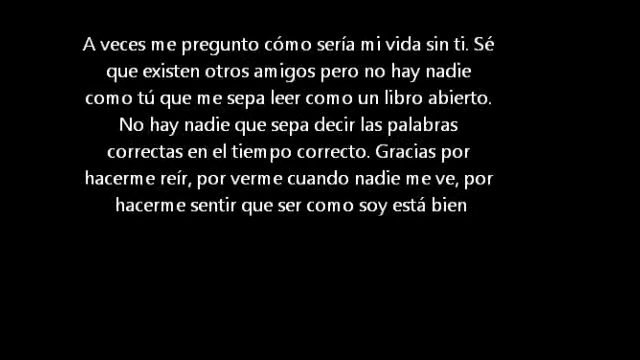 A veces me pregunto cómo sería mi vida sin ti. Sé
que existen otros amigos pero no hay nadie
como tú que me sepa leer como un libro abierto.
No hay nadie que sepa decir las palabras
correctas en el tiempo correcto. Gracias por
hacerme reír, por verme cuando nadie me ve, por
hacerme sentir que ser como soy está bien